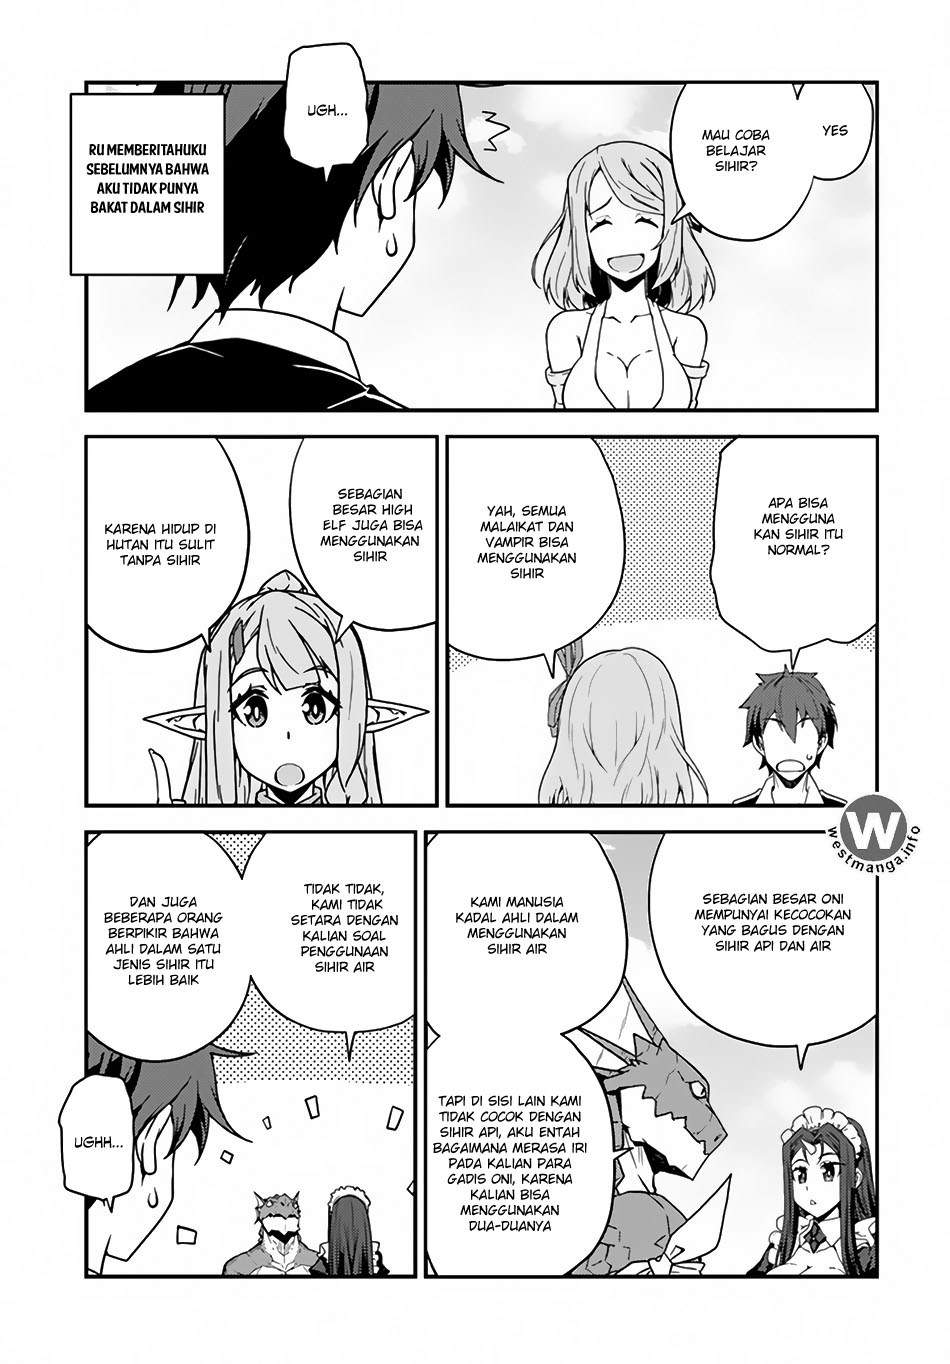 YES
MAU COBA
BELAJAR
SIHIR?
UGH...
RU MEMBERITAHUKU
SEBELUMNYA BAHWA
AKU TIDAK PUNYA
BAKAT DALAM SIHIR
APA BISA
MENGGUNA
KAN SIHIR ITU
NORMAL?
YAH, SEMUA
MALAIKAT DAN
VAMPIR BISA
MENGGUNAKAN
SIHIR
SEBAGIAN
BESAR HIGH
ELF JUGA BISA
MENGGUNAKAN
SIHIR
KARENA HIDUP DI
HUTAN ITU SULIT
TANPA SIHIR
W
westmanga.info
SEBAGIAN BESAR ONI
MEMPUNYAI KECOCOKAN
YANG BAGUS DENGAN
SIHIR API DAN AIR
KAMI MANUSIA
KADAL AHLI DALAM
MENGGUNAKAN
SIHIR AIR
TAPI DI SISI LAIN KAMI
TIDAK COCOK DENGAN
SIHIR API, AKU ENTAH
BAGAIMANA MERASA IRI
PADA KALIAN PARA
GADIS ONI, KARENA
KALIAN BISA
MENGGUNAKAN
DUA-DUANYA
TIDAK TIDAK,
KAMI TIDAK
SETARA DENGAN
KALIAN SOAL
PENGGUNAAN
SIHIR AIR
DAN JUGA
BEBERAPA ORANG
BERPIKIR BAHWA
AHLI DALAM SATU
JENIS SIHIR ITU
LEBIH BAIK
UGHH...